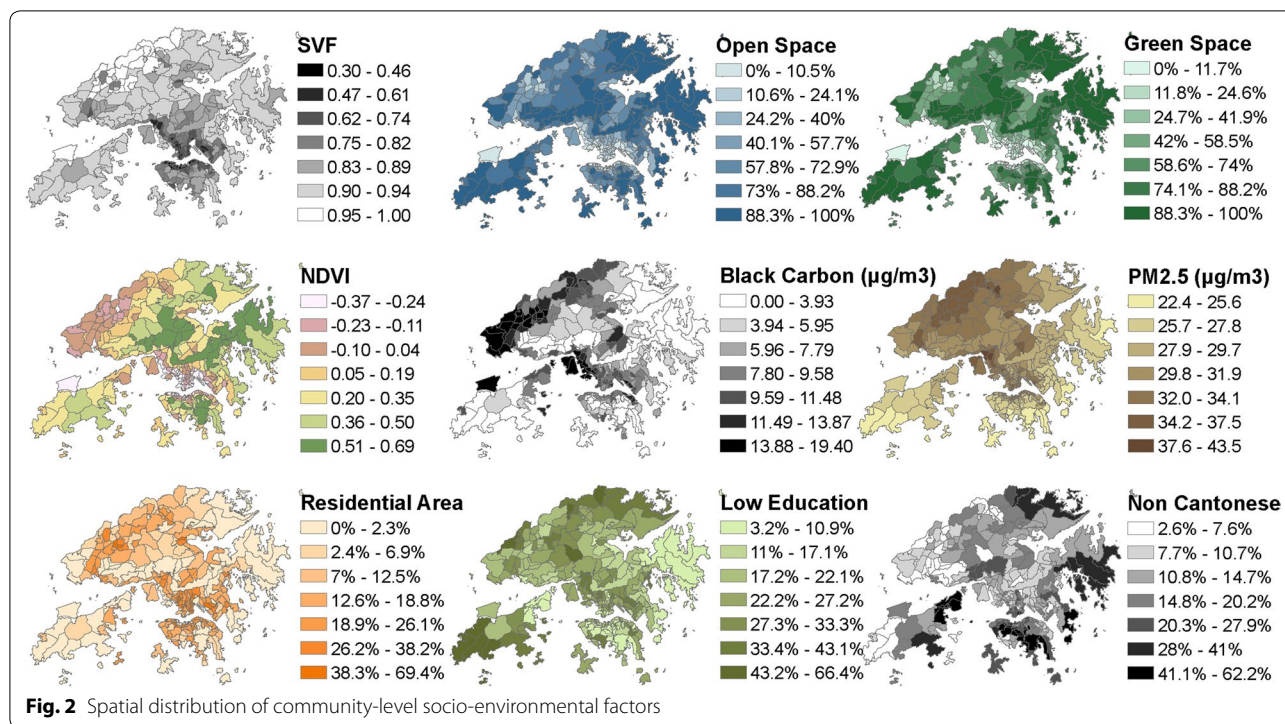 SVF
0.30 - 0.46
0.47 - 0.61
0.62 - 0.74
0.75 - 0.82
0.83 - 0.89
0.90 - 0.94
0.95 - 1.00
Open Space
0% - 10.5%
10.6% - 24.1%
24.2% - 40%
40.1% - 57.7%
57.8% - 72.9%
73% - 88.2%
88.3% - 100%
Green Space
0% - 11.7%
11.8% - 24.6%
24.7% - 41.9%
42% - 58.5%
58.6% - 74%
74.1% - 88.2%
88.3% - 100%
NDVI
-0.37 - -0.24
-0.23 - -0.11
-0.10 - 0.04
0.05 - 0.19
0.20 - 0.35
0.36 - 0.50
0.51 - 0.69
Black Carbon (µg/m3)
0.00 - 3.93
3.94 - 5.95
5.96 - 7.79
7.80 - 9.58
9.59 - 11.48
11.49 - 13.87
13.88 - 19.40
PM2.5 (µg/m3)
22.4 - 25.6
25.7 - 27.8
27.9 - 29.7
29.8 - 31.9
32.0 - 34.1
34.2 - 37.5
37.6 - 43.5
Residential Area
0% - 2.3%
2.4% - 6.9%
7% - 12.5%
12.6% - 18.8%
18.9% - 26.1%
26.2% - 38.2%
38.3% - 69.4%
Low Education
3.2% - 10.9%
11% - 17.1%
17.2% - 22.1%
22.2% - 27.2%
27.3% - 33.3%
33.4% - 43.1%
43.2% - 66.4%
Non Cantonese
2.6% - 7.6%
7.7% - 10.7%
10.8% - 14.7%
14.8% - 20.2%
20.3% - 27.9%
28% - 41%
41.1% - 62.2%
Fig. 2 Spatial distribution of community-level socio-environmental factors